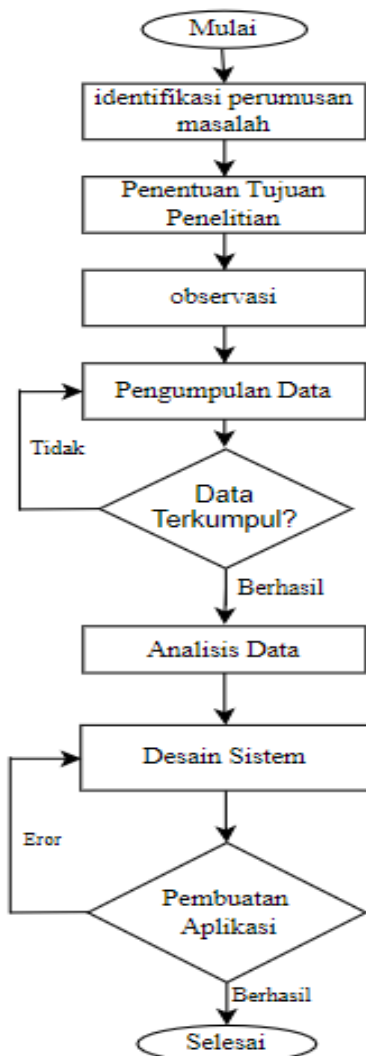 Mulai
identifikasi perumusan
masalah
Penentuan Tujuan
Penelitian
observasi
Pengumpulan Data
Tidak
Data
Terkumpul?
Berhasil
Analisis Data
Desain Sistem
Eror
Pembuatan
Aplikasi
Berhasil
Selesai